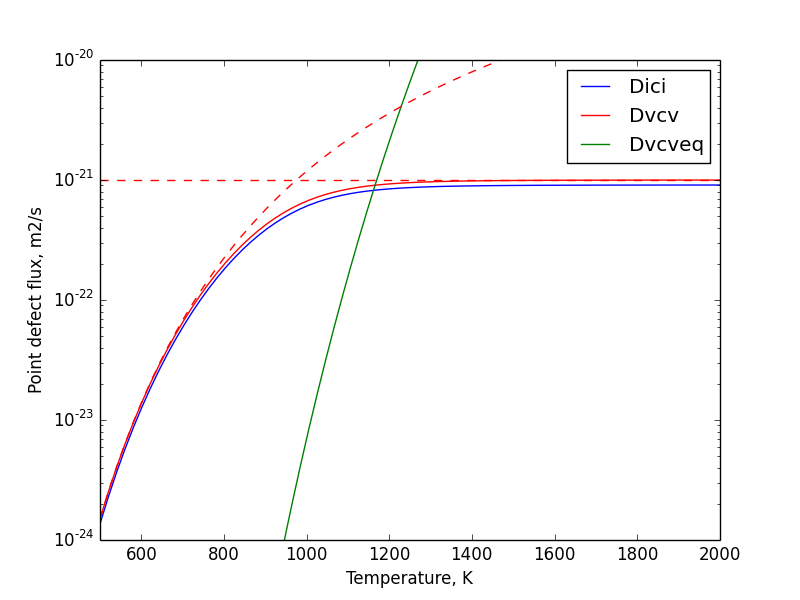 10^-20
10^-21
10^-22
10^-23
10^-24
Point defect flux, m2/s
Dici
Dvcv
Dvcveq
600 800 1000 1200 1400 1600 1800 2000
Temperature, K